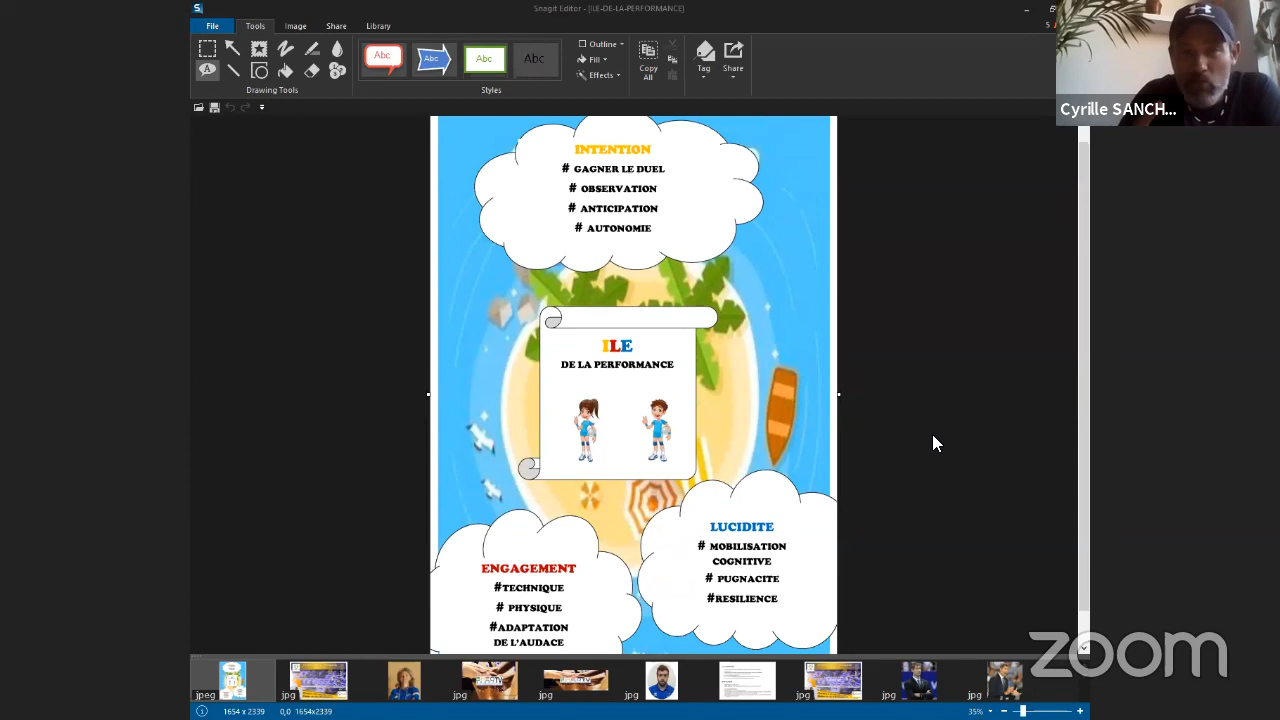 Snagit Editor - [ILE-DE-LA-PERFORMANCE]
File
Tools
Image
Share
Library
Abc
Abc
Abc
Abc
Outline
Fill
Effects
Copy
All
Tag
Share
Drawing Tools
Styles
Cyrille SANCH...
INTENTION
# GAGNER LE DUEL
# OBSERVATION
# ANTICIPATION
# AUTONOMIE
ILE
DE LA PERFORMANCE
LUCIDITE
# MOBILISATION
COGNITIVE
# PUGNACITE
#RESILIENCE
ENGAGEMENT
#TECHNIQUE
# PHYSIQUE
#ADAPTATION
DE L'AUDACE
zoom
jpg
jpg
jpg
jpg
jpg
jpg
jpg
jpg
1654 x 2339
0,0 1654x2339
35%